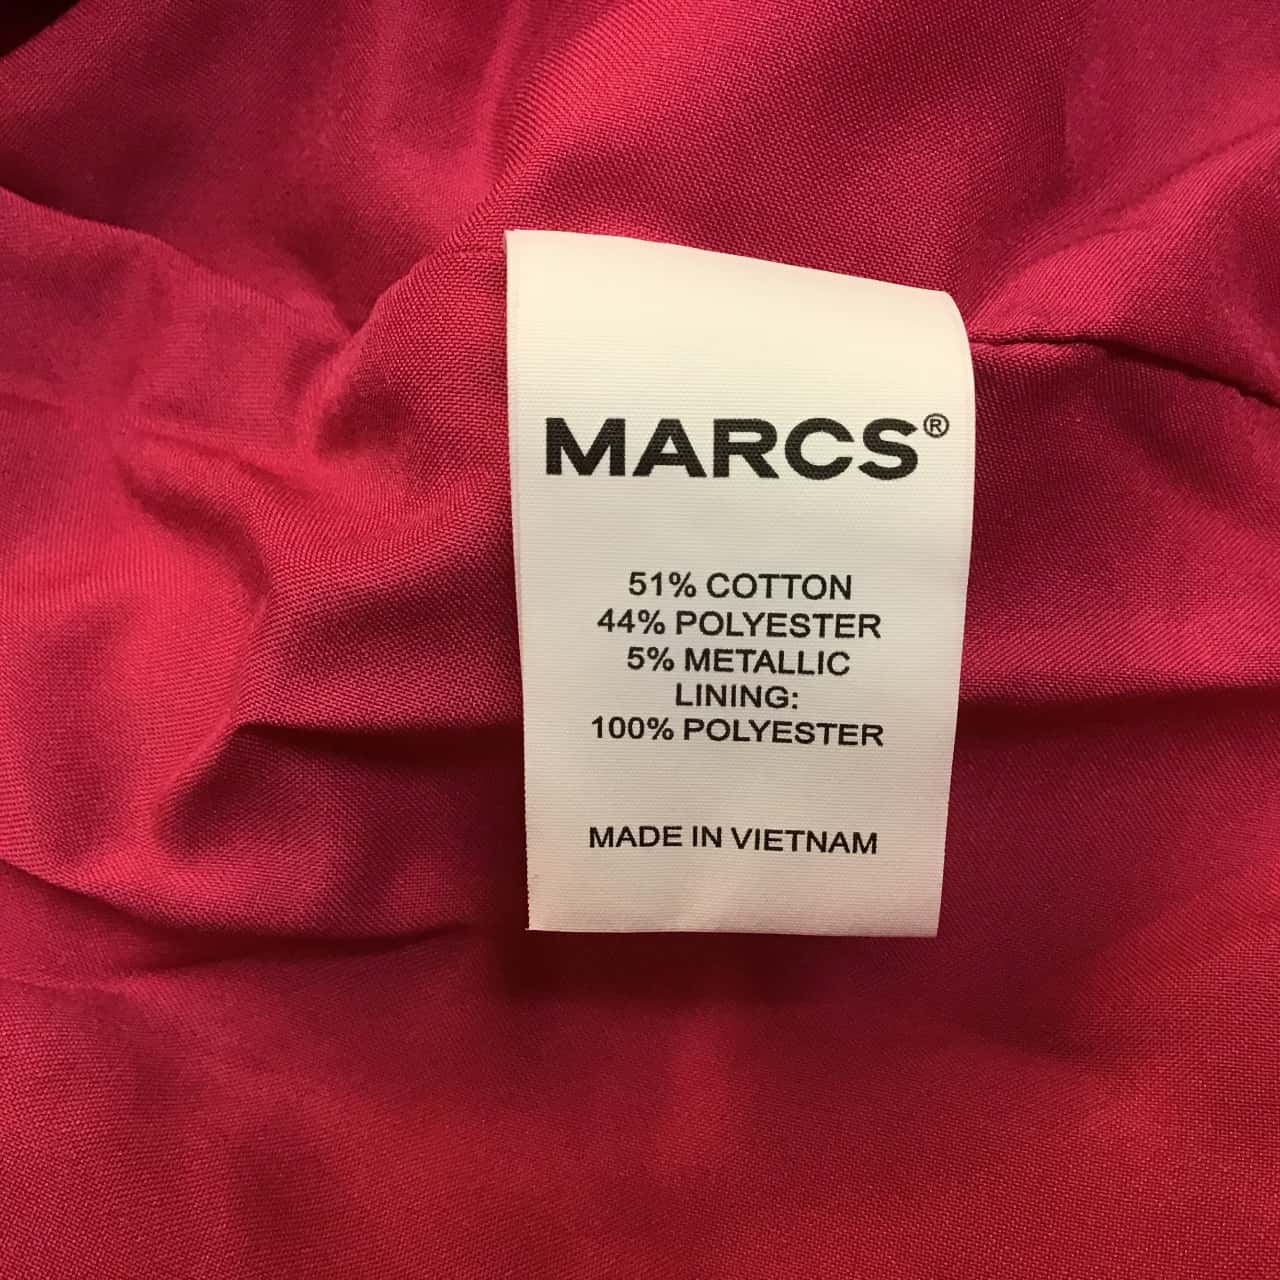 MARCS®
51% COTTON
44% POLYESTER
5% METALLIC
LINING:
100% POLYESTER
MADE IN VIETNAM